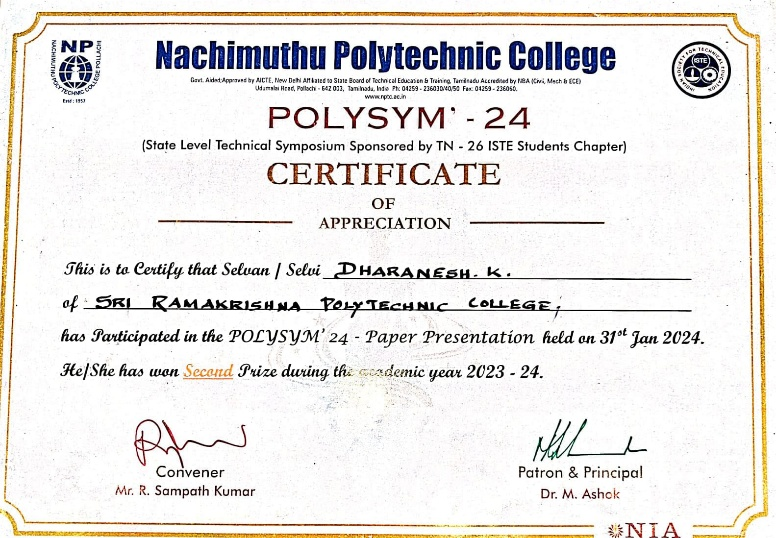 NP
NACHIMUTHU POLYTECHNIC COLLEGE POLLACHI
Estd : 1957
Nachimuthu Polytechnic College
Govt. Aided,Approved by AICTE, New Delhi Affiliated to State Board of Technical Education & Training, Tamilnadu Accredited by NBA (Civil, Mech & ECE)
Udumalai Road, Pollachi - 642 003, Tamilnadu, India Ph: 04259 - 236030/40/50 Fax: 04259 - 236060.
www.nptc.ac.in
INDIAN SOCIETY FOR TECHNICAL EDUCATION
ISTE
POLYSYM' - 24
(State Level Technical Symposium Sponsored by TN - 26 ISTE Students Chapter)
CERTIFICATE
OF
APPRECIATION
This is to Certify that Selvan / Selvi DHARANESH. K.
of SRI RAMAKRISHNA POLYTECHNIC COLLEGE,
has Participated in the POLYSYM' 24 - Paper Presentation held on 31st Jan 2024.
He/She has won Second Prize during the academic year 2023 - 24.
Convener
Mr. R. Sampath Kumar
Patron & Principal
Dr. M. Ashok
NIA